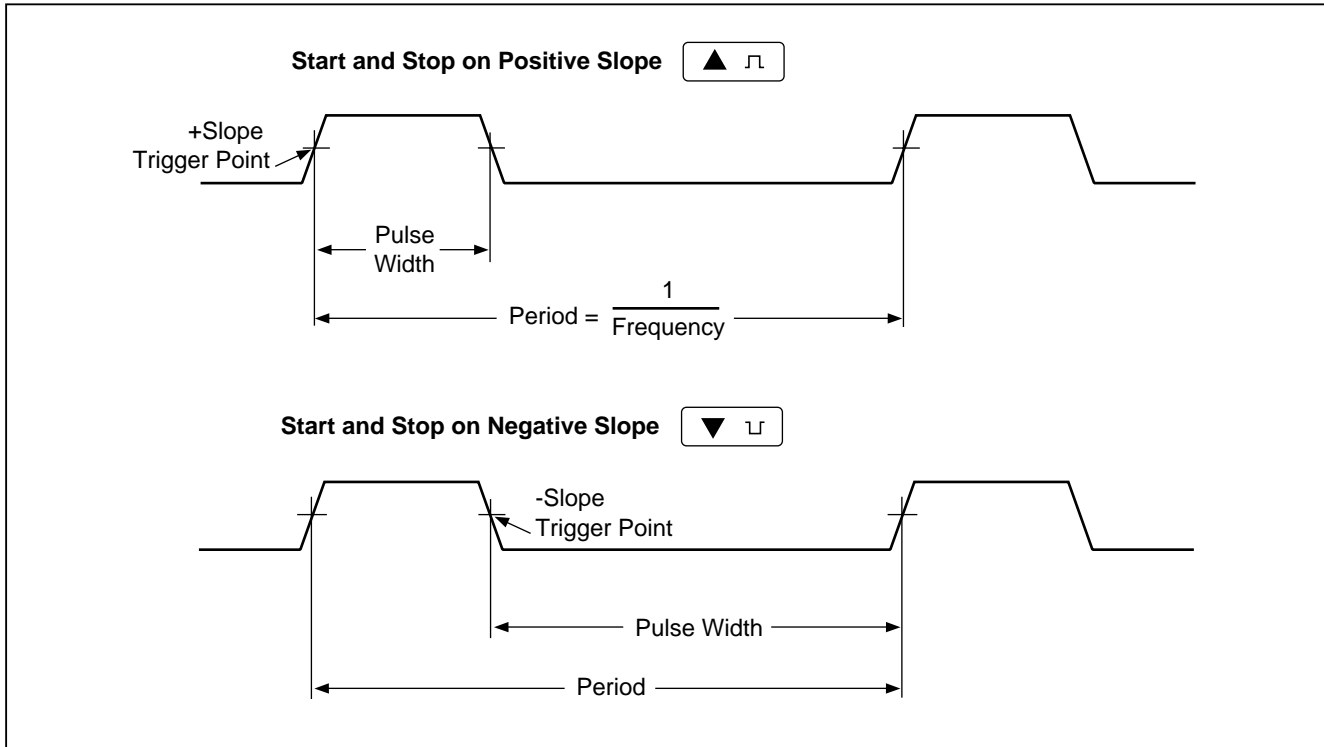 Start and Stop on Positive Slope
+Slope
Trigger Point
Pulse
Width
Period = 1
Frequency
Start and Stop on Negative Slope
-Slope
Trigger Point
Pulse Width
Period